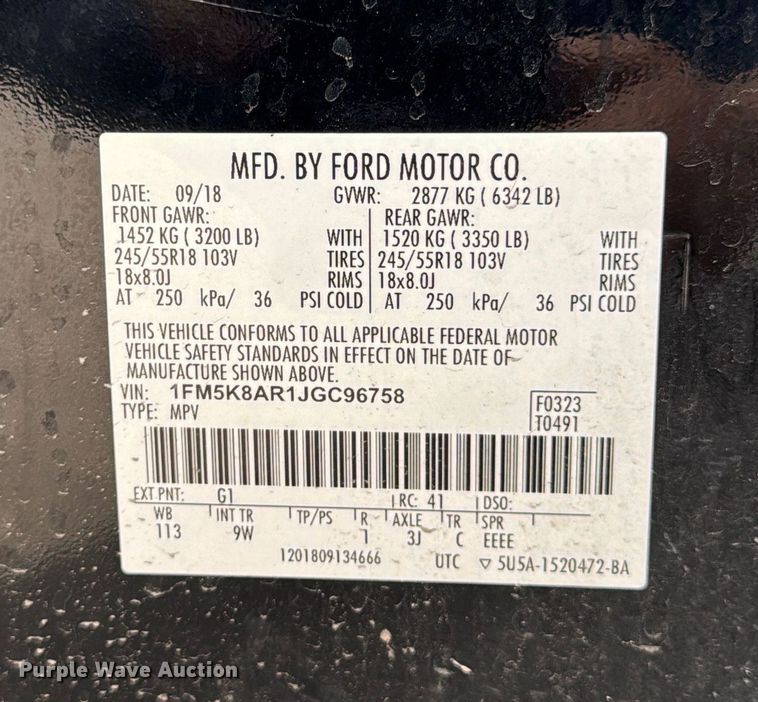 MFD. BY FORD MOTOR CO.
DATE: 09/18 GVWR: 2877 KG ( 6342 LB)
FRONT GAWR: REAR GAWR:
1452 KG ( 3200 LB) WITH 1520 KG ( 3350 LB) WITH
245/55R18 103V TIRES 245/55R18 103V TIRES
18x8.0J RIMS 18x8.0J RIMS
AT 250 kPa/ 36 PSI COLD AT 250 kPa/ 36 PSI COLD
THIS VEHICLE CONFORMS TO ALL APPLICABLE FEDERAL MOTOR
VEHICLE SAFETY STANDARDS IN EFFECT ON THE DATE OF
MANUFACTURE SHOWN ABOVE.
VIN: 1FM5K8AR1JGC96758 F0323
TYPE: MPV T0491
EXT PNT: G1 RC: 41 DSO:
WB INT TR TP/PS R AXLE TR SPR
113 9W 1 3J C EEEE
1201809134666 UTC ▽ 5U5A-1520472-BA
Purple Wave Auction